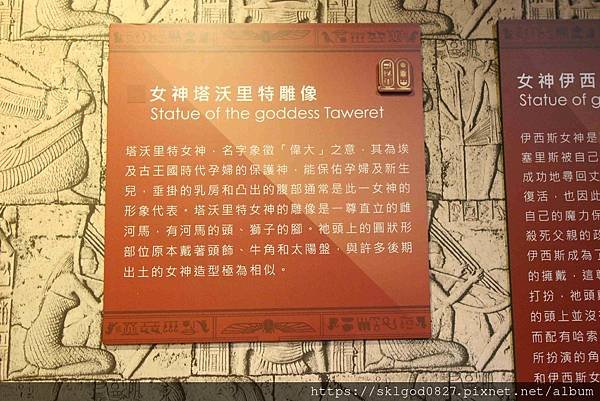 女神塔沃里特雕像
Statue of the goddess Taweret
塔沃里特女神，名字象徵「偉大」之意，其為埃
及古王國時代孕婦的保護神，能保佑孕婦及新生
兒，垂掛的乳房和凸出的腹部通常是此一女神的
形象代表。塔沃里特女神的雕像是一尊直立的雌
河馬，有河馬的頭、獅子的腳。祂頭上的圓狀形
部位原本戴著頭飾、牛角和太陽盤，與許多後期
出土的女神造型極為相似。
女神伊西
Statue of g
伊西斯女神是
塞里斯被自己
成功地尋回丈
復活，也因此
自己的魔力保
殺死父親的政
伊西斯成為了
的擁戴，這尊
打扮，祂頭
的頭上並沒
而配有哈索
所扮演的角
和伊西斯女
https://sklgod0827.pixnet.net/album